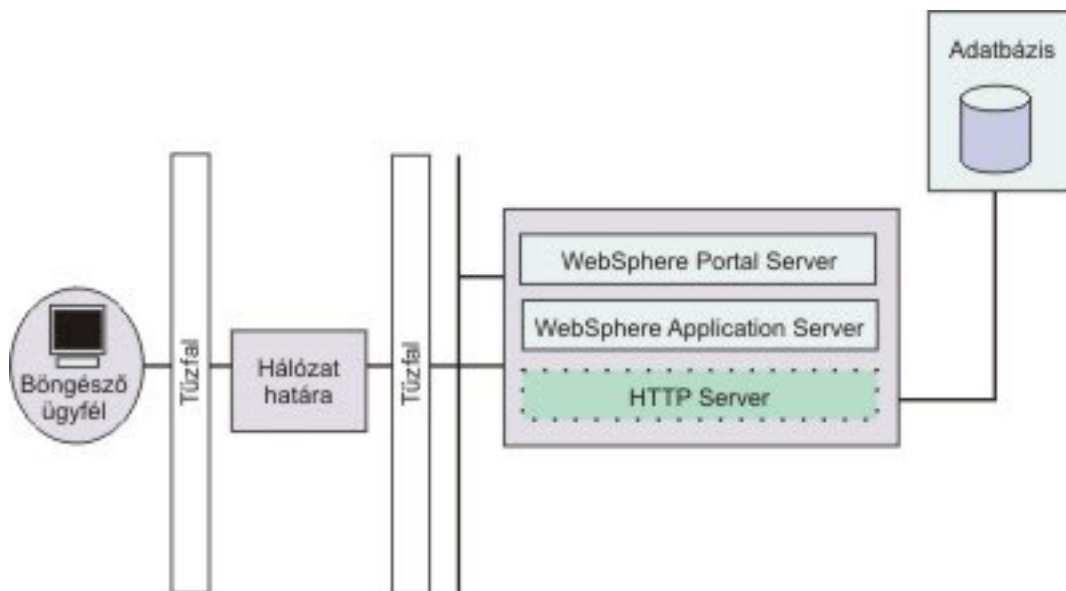 Adatbázis
WebSphere Portal Server
WebSphere Application Server
HTTP Server
Böngésző
ügyfél
Tűzfal
Hálózat
határa
Tűzfal